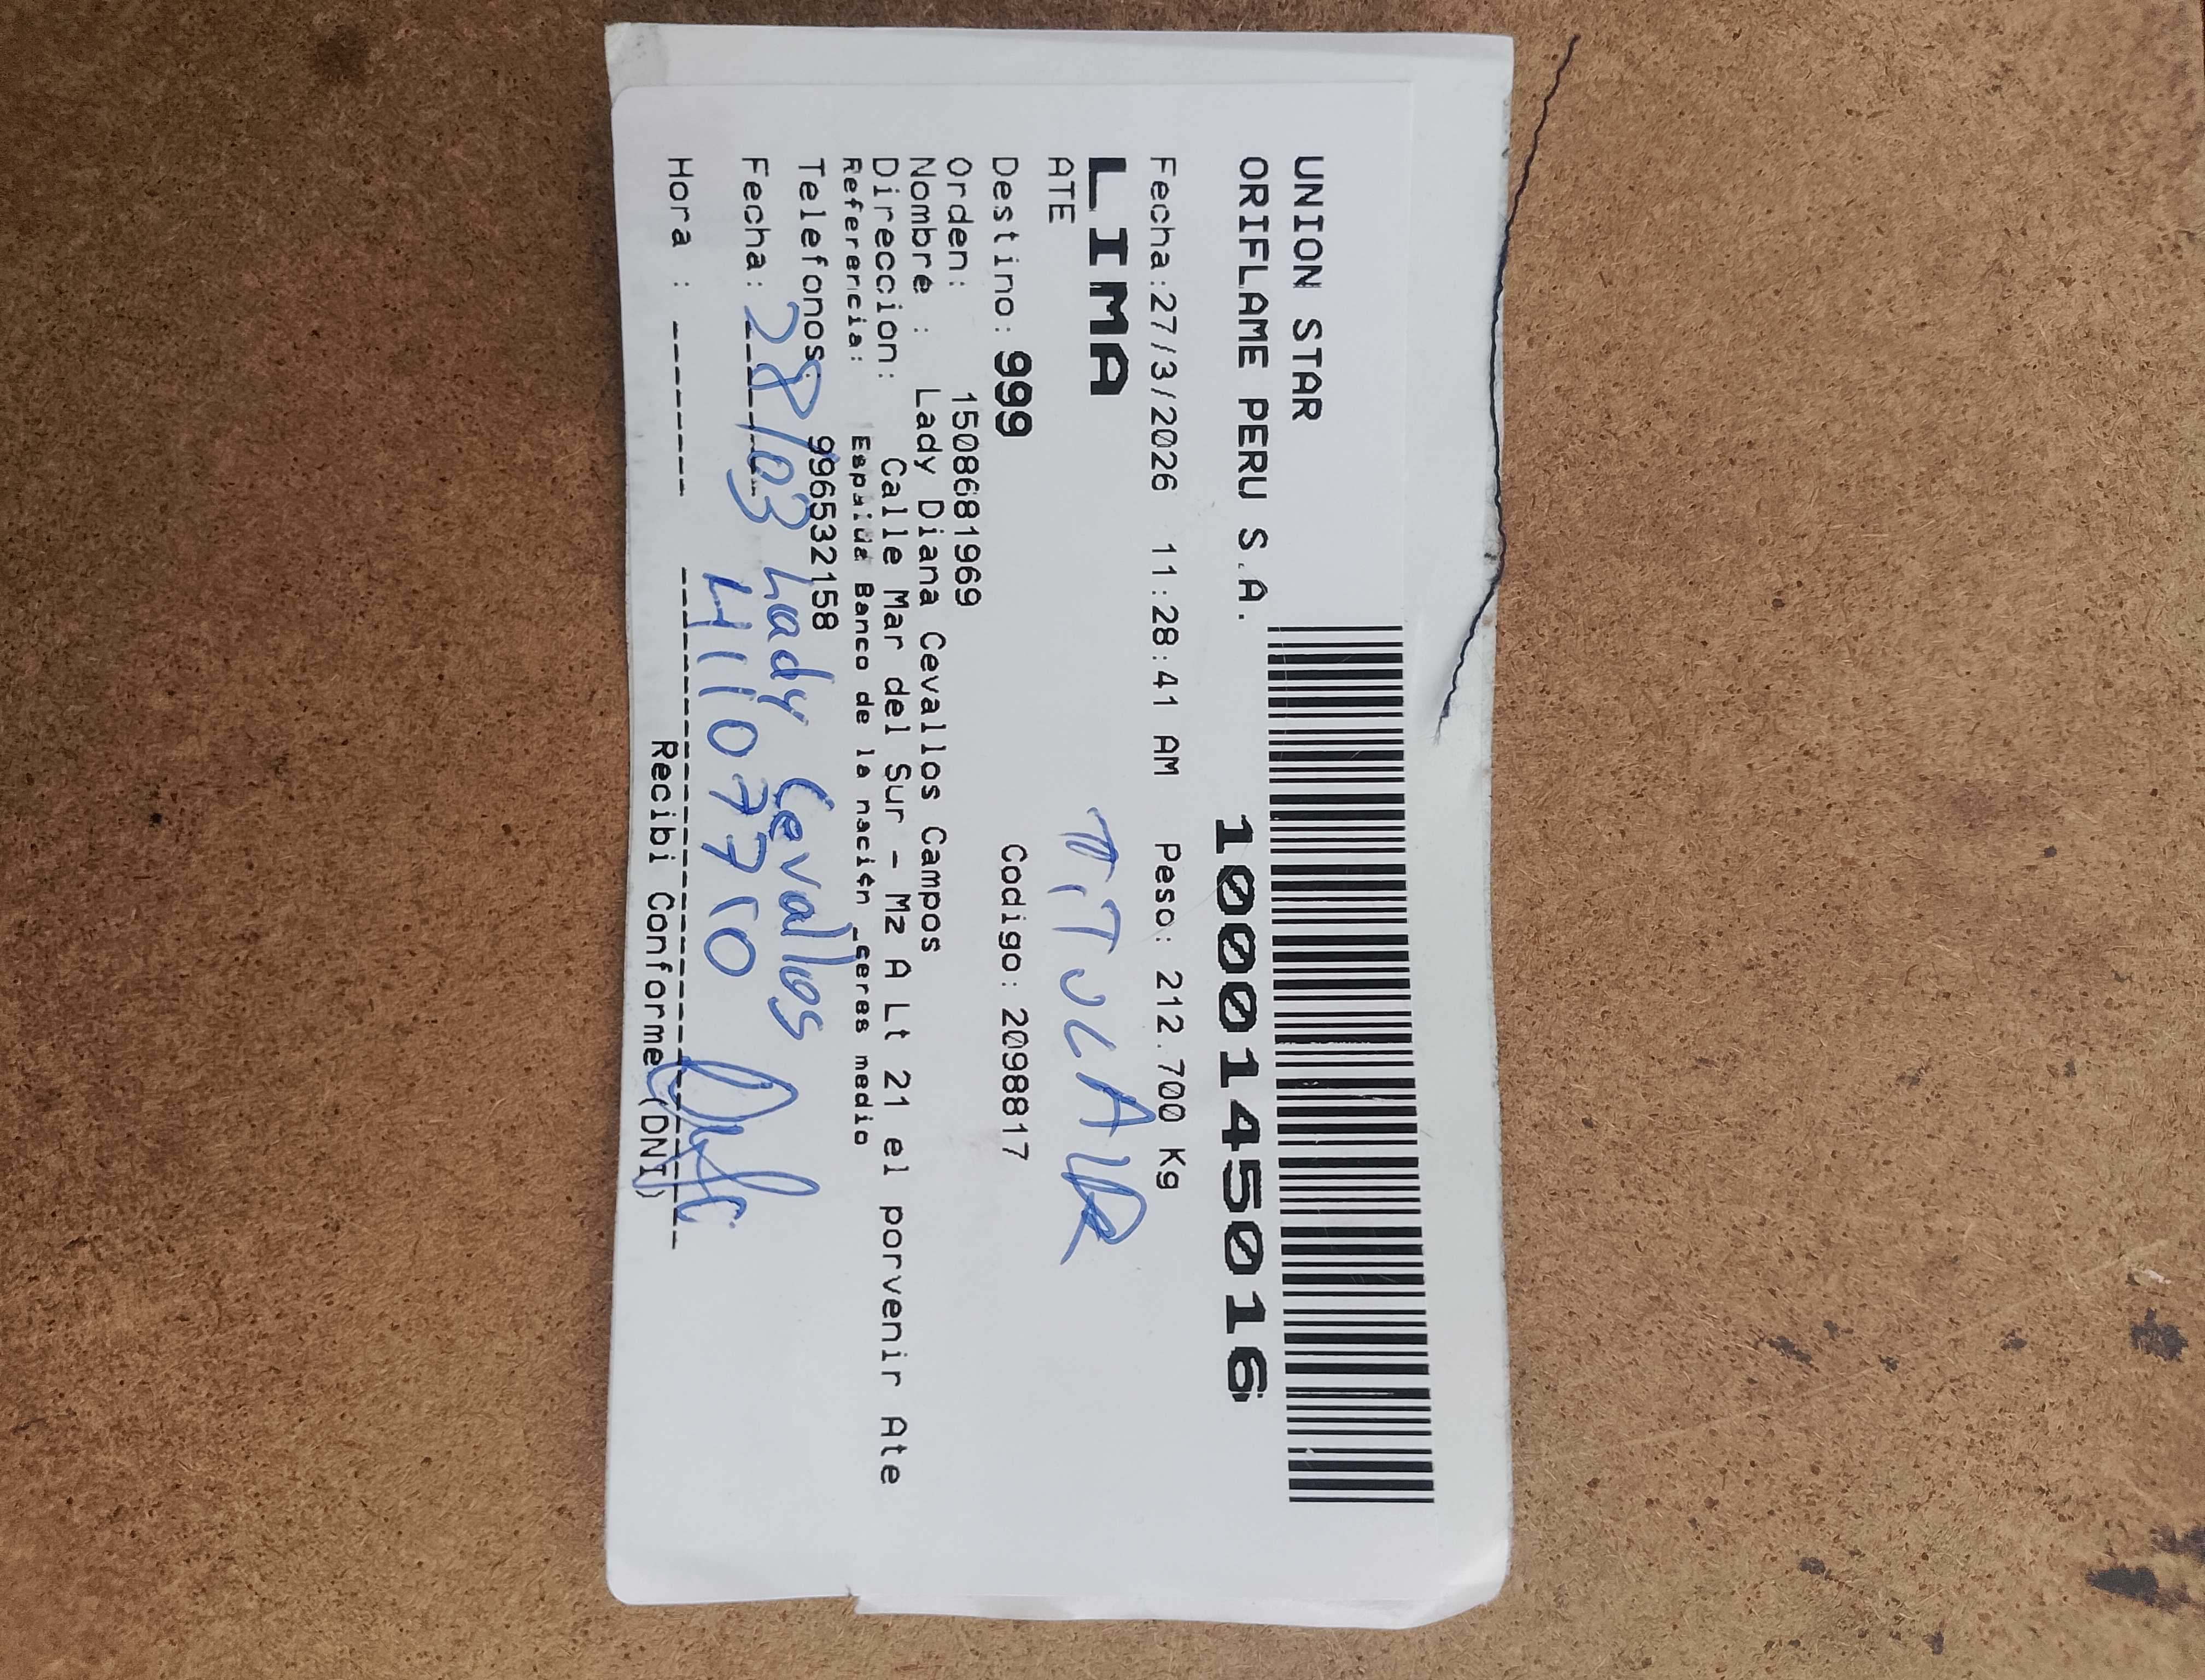 UNION STAR
ORIFLAME PERU S.A.
1000145016
Fecha:27/3/2026 11:28:41 AM Peso: 212.700 Kg
LIMA
ATE
TITULAR
Destino: 999 Codigo: 2098817
Orden: 1508681969
Nombre : Lady Diana Cevallos Campos
Direccion: Calle Mar del Sur - Mz A Lt 21 el porvenir Ate
Referencia: Espalda Banco de la nación _ceres medio
Telefonos: 996532158
Fecha: 28/03 Lady Cevallos
41107710
Hora :
Recibi Conforme (DNI)